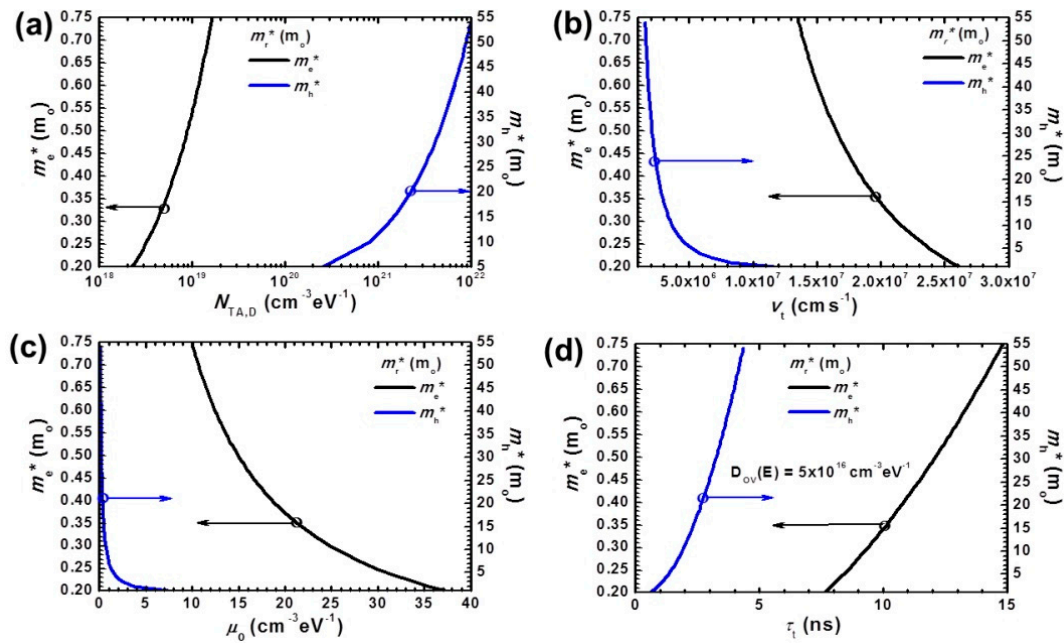 (a)
0.75
0.70
0.65
0.60
0.55
0.50
0.45
0.40
0.35
0.30
0.25
0.20
m_e* (m_o)
m_r* (m_o)
m_e*
m_h*
55
50
45
40
35
30
25
20
15
10
5
m_h* (m_o)
10^18 10^19 10^20 10^21 10^22
N_TA,D (cm^-3 eV^-1)
(b)
0.75
0.70
0.65
0.60
0.55
0.50
0.45
0.40
0.35
0.30
0.25
0.20
m_e* (m_o)
m_r* (m_o)
m_e*
m_h*
55
50
45
40
35
30
25
20
15
10
5
m_h* (m_o)
5.0x10^6 1.0x10^7 1.5x10^7 2.0x10^7 2.5x10^7 3.0x10^7
v_t (cm s^-1)
(c)
0.75
0.70
0.65
0.60
0.55
0.50
0.45
0.40
0.35
0.30
0.25
0.20
m_e* (m_o)
m_r* (m_o)
m_e*
m_h*
55
50
45
40
35
30
25
20
15
10
5
m_h* (m_o)
0 5 10 15 20 25 30 35 40
μ_0 (cm^-3 eV^-1)
(d)
0.75
0.70
0.65
0.60
0.55
0.50
0.45
0.40
0.35
0.30
0.25
0.20
m_e* (m_o)
m_r* (m_o)
m_e*
m_h*
D_OV(E) = 5x10^16 cm^-3 eV^-1
55
50
45
40
35
30
25
20
15
10
5
m_h* (m_o)
0 5 10 15
τ_t (ns)